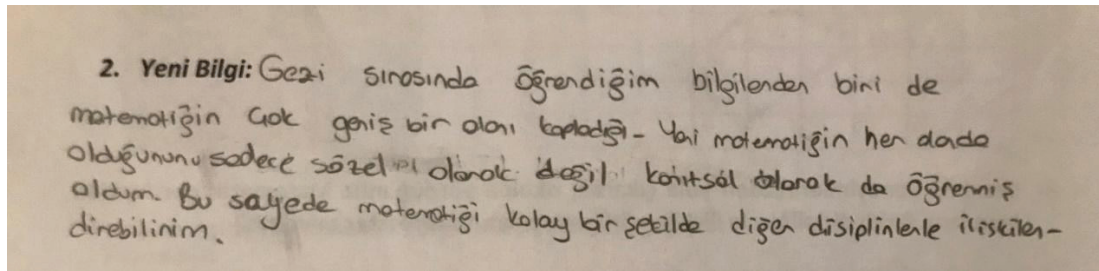 2. Yeni Bilgi: Gezi sırasında öğrendiğim bilgilerden biri de
matematiğin çok geniş bir alanı kapladığı. Yani matematiğin her alanda
olduğununu sadece sözel olarak değil kanıtsal olarak da öğrenmiş
oldum. Bu sayede matematiği kolay bir şekilde diğer disiplinlerle ilişkilen-
direbilirim.